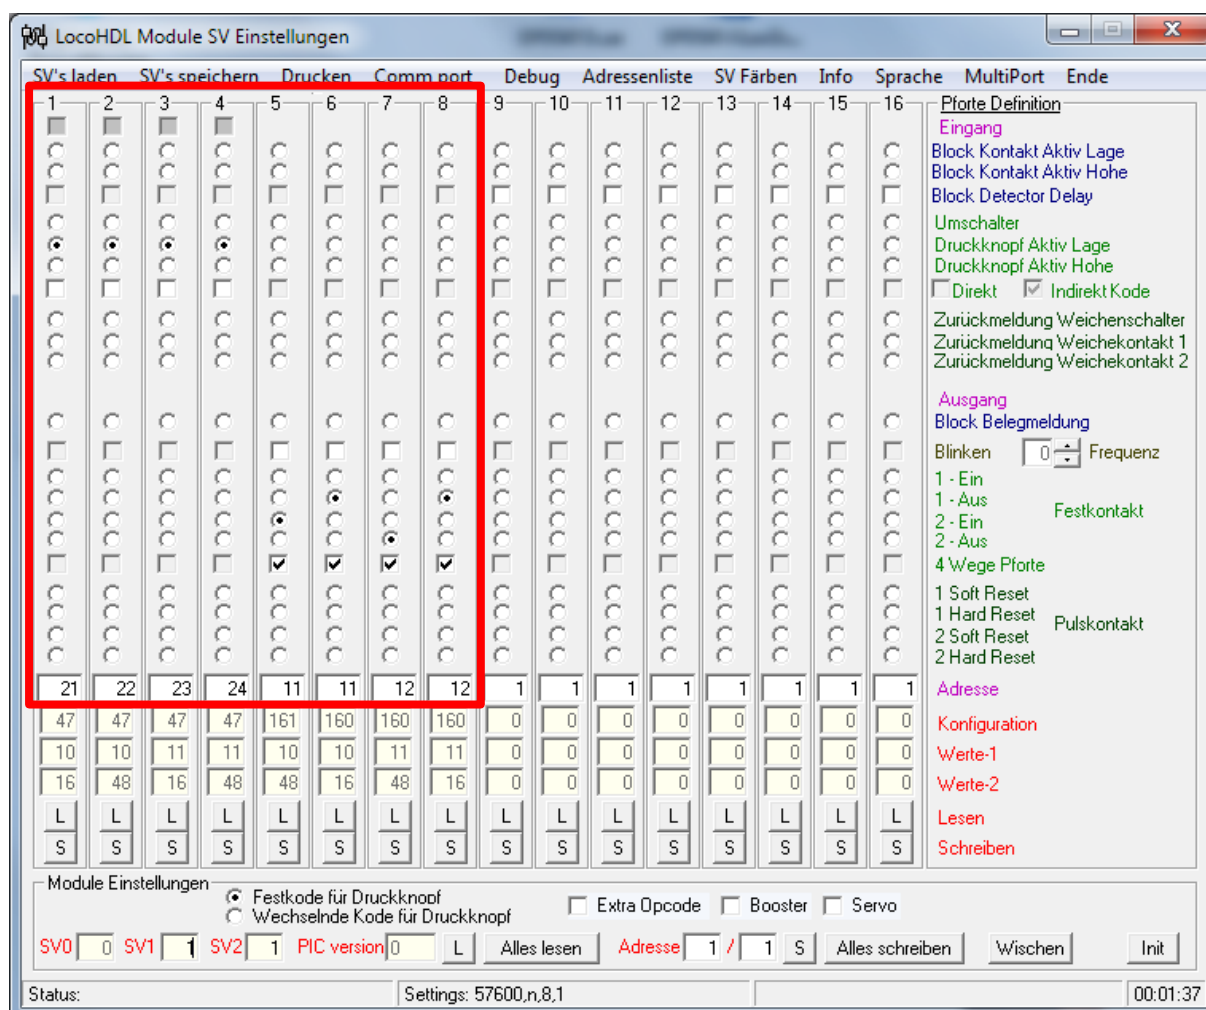 LocoHDL Module SV Einstellungen
SV's laden SV's speichern Drucken Comm port Debug Adressenliste SV Färben Info Sprache MultiPort Ende
1 2 3 4 5 6 7 8 9 10 11 12 13 14 15 16 Pforte Definition
Eingang
Block Kontakt Aktiv Lage
Block Kontakt Aktiv Hohe
Block Detector Delay
Umschalter
Druckknopf Aktiv Lage
Druckknopf Aktiv Hohe
Direkt Indirekt Kode
Zurückmeldung Weichenschalter
Zurückmeldung Weichekontakt 1
Zurückmeldung Weichekontakt 2
Ausgang
Block Belegmeldung
Blinken 0 Frequenz
1 - Ein
1 - Aus
Festkontakt
2 - Ein
2 - Aus
4 Wege Pforte
1 Soft Reset
1 Hard Reset
Pulskontakt
2 Soft Reset
2 Hard Reset
21 22 23 24 11 11 12 12 1 1 1 1 1 1 1 1 Adresse
47 47 47 47 161 160 160 160 0 0 0 0 0 0 0 0 Konfiguration
10 10 11 11 10 10 11 11 0 0 0 0 0 0 0 0 Werte-1
16 48 16 48 48 16 48 16 0 0 0 0 0 0 0 0 Werte-2
L L L L L L L L L L L L L L L L Lesen
S S S S S S S S S S S S S S S S Schreiben
Module Einstellungen
Festkode für Druckknopf
Wechselnde Kode für Druckknopf
Extra Opcode Booster Servo
SV0 0 SV1 1 SV2 1 PIC version 0 L Alles lesen Adresse 1 / 1 S Alles schreiben Wischen Init
Status: Settings: 57600,n,8,1 00:01:37